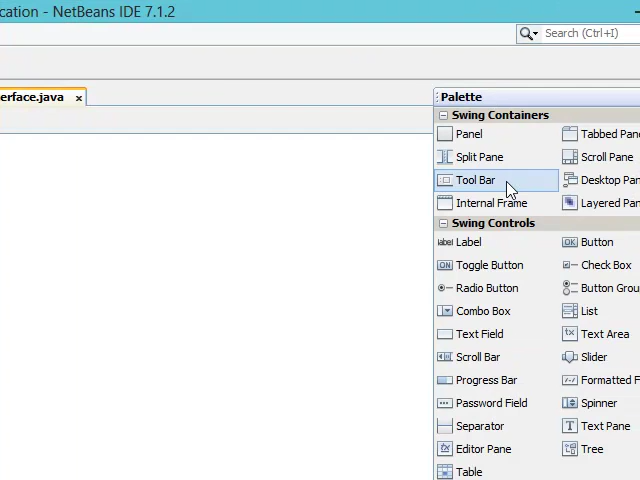 ication - NetBeans IDE 7.1.2
Search (Ctrl+I)
erface.java
Palette
Swing Containers
Panel
Tabbed Pane
Split Pane
Scroll Pane
Tool Bar
Desktop Pan
Internal Frame
Layered Pan
Swing Controls
label Label
OK Button
ON Toggle Button
Check Box
Radio Button
Button Grou
Combo Box
List
Text Field
Text Area
Scroll Bar
Slider
Progress Bar
Formatted F
Password Field
Spinner
Separator
Text Pane
Editor Pane
Tree
Table